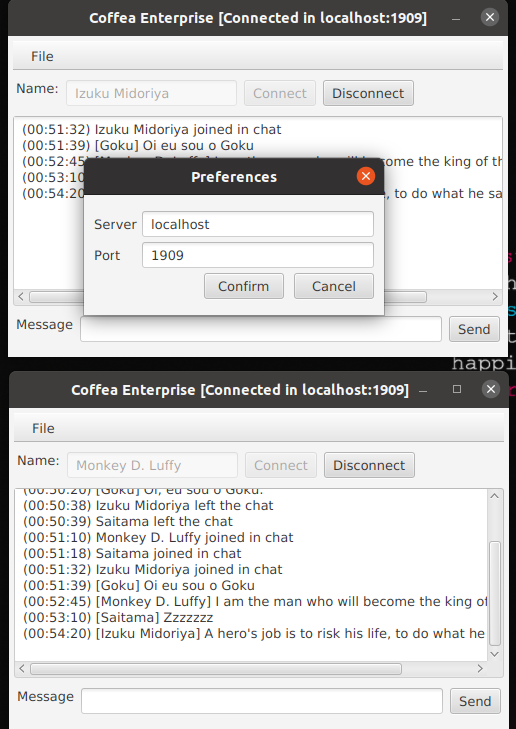 Coffea Enterprise [Connected in localhost:1909]
File
Name: Izuku Midoriya Connect Disconnect
(00:51:32) Izuku Midoriya joined in chat
(00:51:39) [Goku] Oi eu sou o Goku
(00:52:45) become the king of th
(00:53:10
(00:54:20 , to do what he sa
Preferences
Server localhost
Port 1909
Confirm Cancel
Message Send
happi
Coffea Enterprise [Connected in localhost:1909]
File
Name: Monkey D. Luffy Connect Disconnect
(00:50:20) [Goku] Oi, eu sou o Goku.
(00:50:38) Izuku Midoriya left the chat
(00:50:39) Saitama left the chat
(00:51:10) Monkey D. Luffy joined in chat
(00:51:18) Saitama joined in chat
(00:51:32) Izuku Midoriya joined in chat
(00:51:39) [Goku] Oi eu sou o Goku
(00:52:45) [Monkey D. Luffy] I am the man who will become the king of
(00:53:10) [Saitama] Zzzzzzz
(00:54:20) [Izuku Midoriya] A hero's job is to risk his life, to do what he
Message Send